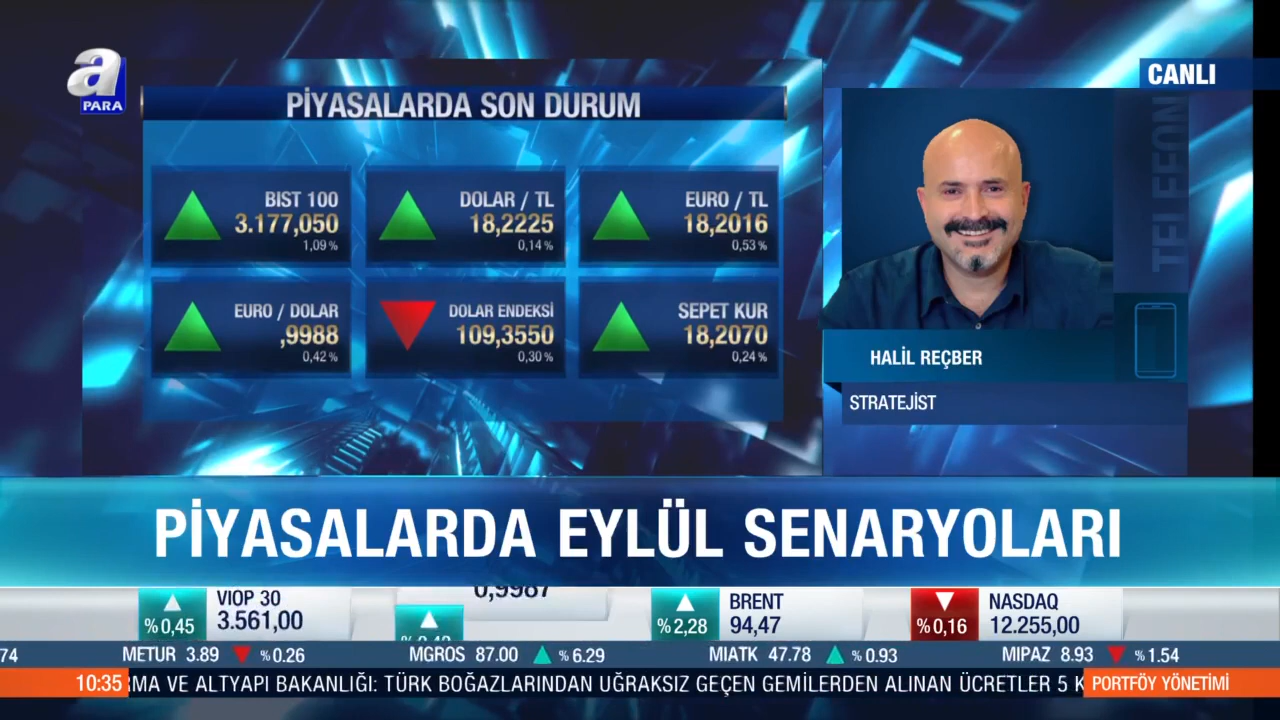 a
PARA
PİYASALARDA SON DURUM
BIST 100
3.177,050
1,09 %
DOLAR / TL
18,2225
0,14 %
EURO / TL
18,2016
0,53 %
EURO / DOLAR
,9988
0,42 %
DOLAR ENDEKSİ
109,3550
0,30 %
SEPET KUR
18,2070
0,24 %
CANLI
TELEFON
HALİL REÇBER
STRATEJİST
PİYASALARDA EYLÜL SENARYOLARI
%0,45
VIOP 30
3.561,00
0,9987
%2,28
BRENT
94,47
%0,16
NASDAQ
12.255,00
74 METUR 3.89 %0.26 MGROS 87.00 %6.29 MIATK 47.78 %0.93 MIPAZ 8.93 %1.54
10:35 RMA VE ALTYAPI BAKANLIĞI: TÜRK BOĞAZLARINDAN UĞRAKSIZ GEÇEN GEMİLERDEN ALINAN ÜCRETLER 5 K PORTFÖY YÖNETİMİ